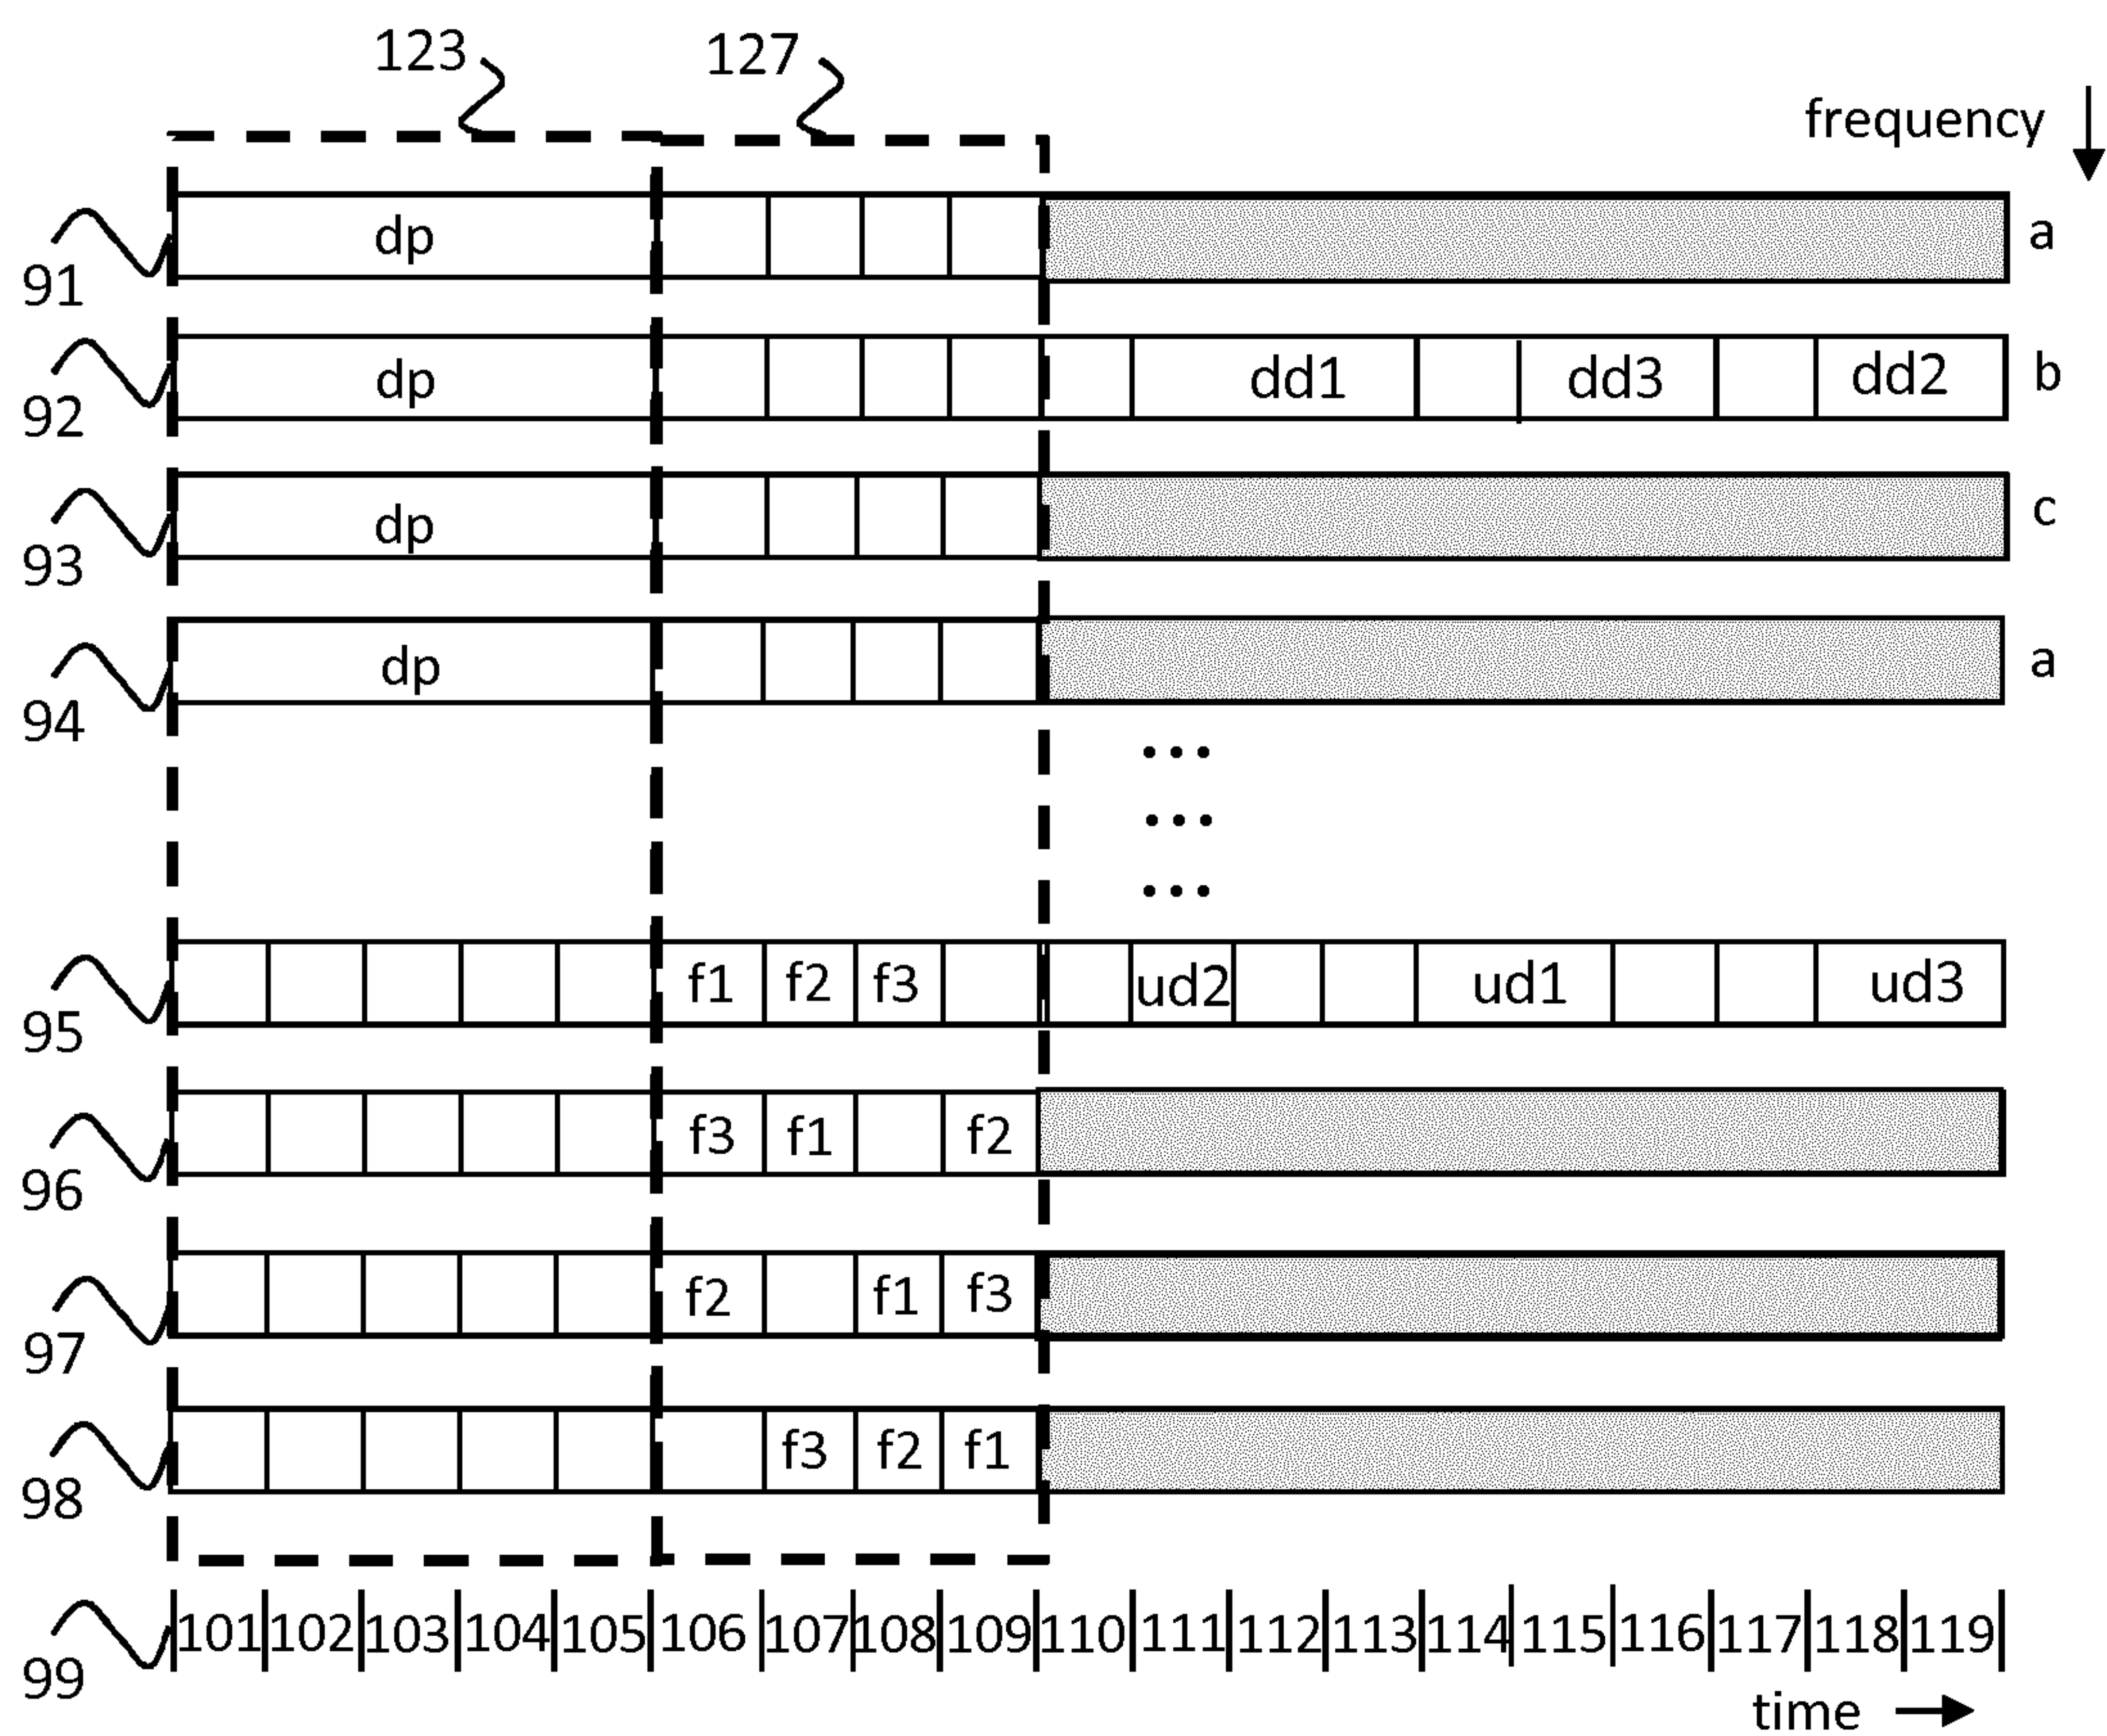 123 127
frequency
91 dp a
92 dp dd1 dd3 dd2 b
93 dp c
94 dp a
...
...
...
95 f1 f2 f3 ud2 ud1 ud3
96 f3 f1 f2
97 f2 f1 f3
98 f3 f2 f1
99 101 102 103 104 105 106 107 108 109 110 111 112 113 114 115 116 117 118 119
time